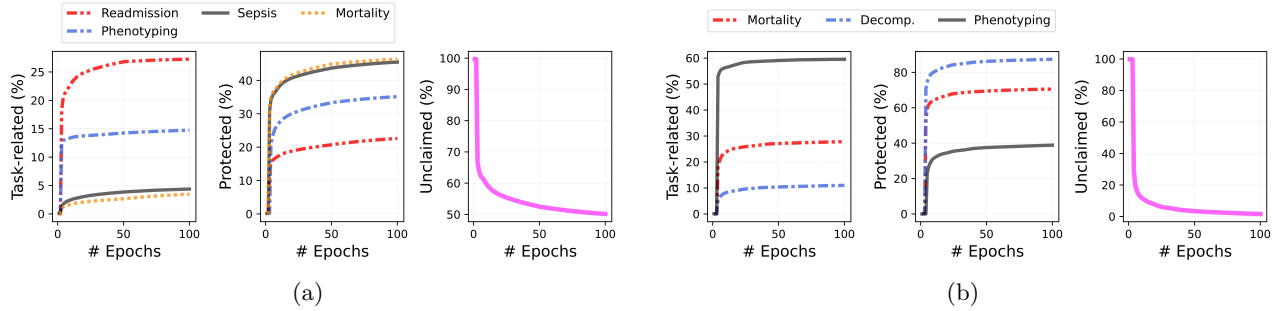 Readmission Sepsis Mortality
Phenotyping
Task-related (%)
25
20
15
10
5
0
0 50 100
# Epochs
Protected (%)
40
30
20
10
0
0 50 100
# Epochs
Unclaimed (%)
100
90
80
70
60
50
0 50 100
# Epochs
(a)
Mortality Decomp. Phenotyping
Task-related (%)
60
50
40
30
20
10
0
0 50 100
# Epochs
Protected (%)
80
60
40
20
0
0 50 100
# Epochs
Unclaimed (%)
100
80
60
40
20
0
0 50 100
# Epochs
(b)